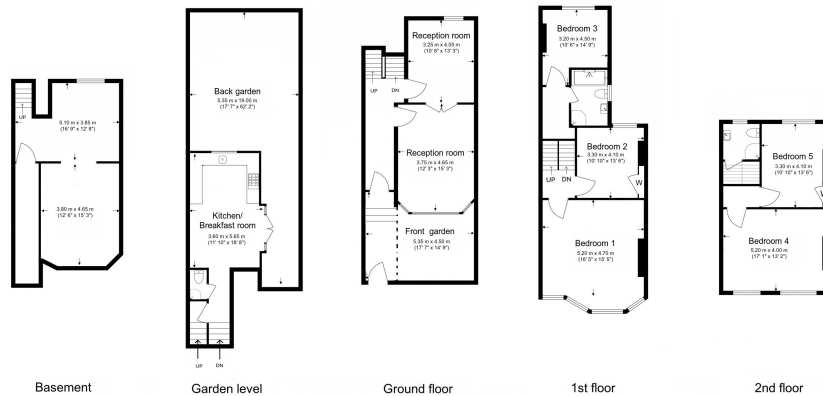 UP
5.10 m x 3.85 m
(16' 9" x 12' 8")
3.80 m x 4.65 m
(12' 6" x 15' 3")
Basement
Back garden
5.35 m x 19.00 m
(17' 7" x 62' 2")
Kitchen/
Breakfast room
3.60 m x 5.65 m
(11' 10" x 18' 8")
UP
DN
Garden level
Reception room
3.25 m x 4.05 m
(10' 8" x 13' 3")
UP
DN
Reception room
3.75 m x 4.65 m
(12' 3" x 15' 3")
Front garden
5.35 m x 4.50 m
(17' 7" x 14' 9")
Ground floor
Bedroom 3
3.20 m x 4.50 m
(10' 6" x 14' 9")
Bedroom 2
3.30 m x 4.10 m
(10' 10" x 13' 6")
UP
DN
W
Bedroom 1
5.20 m x 4.70 m
(16' 5" x 15' 5")
1st floor
Bedroom 5
3.30 m x 4.10 m
(10' 10" x 13' 6")
Bedroom 4
5.20 m x 4.00 m
(17' 1" x 13' 2")
2nd floor